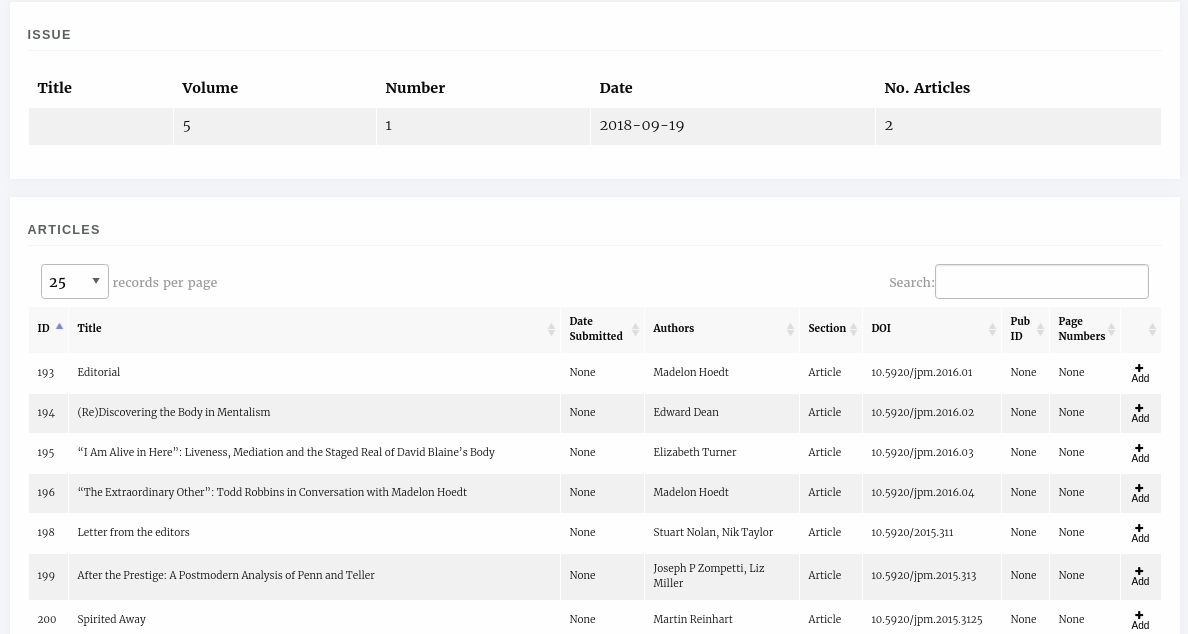 ISSUE
Title Volume Number Date No. Articles
5 1 2018-09-19 2
ARTICLES
25 records per page Search:
ID Title Date Submitted Authors Section DOI Pub ID Page Numbers
193 Editorial None Madelon Hoedt Article 10.5920/jpm.2016.01 None None Add
194 (Re)Discovering the Body in Mentalism None Edward Dean Article 10.5920/jpm.2016.02 None None Add
195 “I Am Alive in Here”: Liveness, Mediation and the Staged Real of David Blaine’s Body None Elizabeth Turner Article 10.5920/jpm.2016.03 None None Add
196 “The Extraordinary Other”: Todd Robbins in Conversation with Madelon Hoedt None Madelon Hoedt Article 10.5920/jpm.2016.04 None None Add
198 Letter from the editors None Stuart Nolan, Nik Taylor Article 10.5920/2015.311 None None Add
199 After the Prestige: A Postmodern Analysis of Penn and Teller None Joseph P Zompetti, Liz Miller Article 10.5920/jpm.2015.313 None None Add
200 Spirited Away None Martin Reinhart Article 10.5920/jpm.2015.3125 None None Add